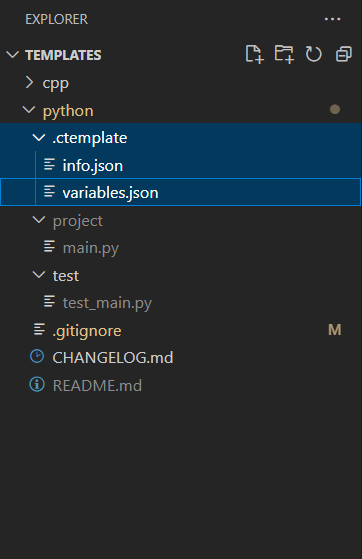 EXPLORER
TEMPLATES
cpp
python
.ctemplate
info.json
variables.json
project
main.py
test
test_main.py
.gitignore M
CHANGELOG.md
README.md